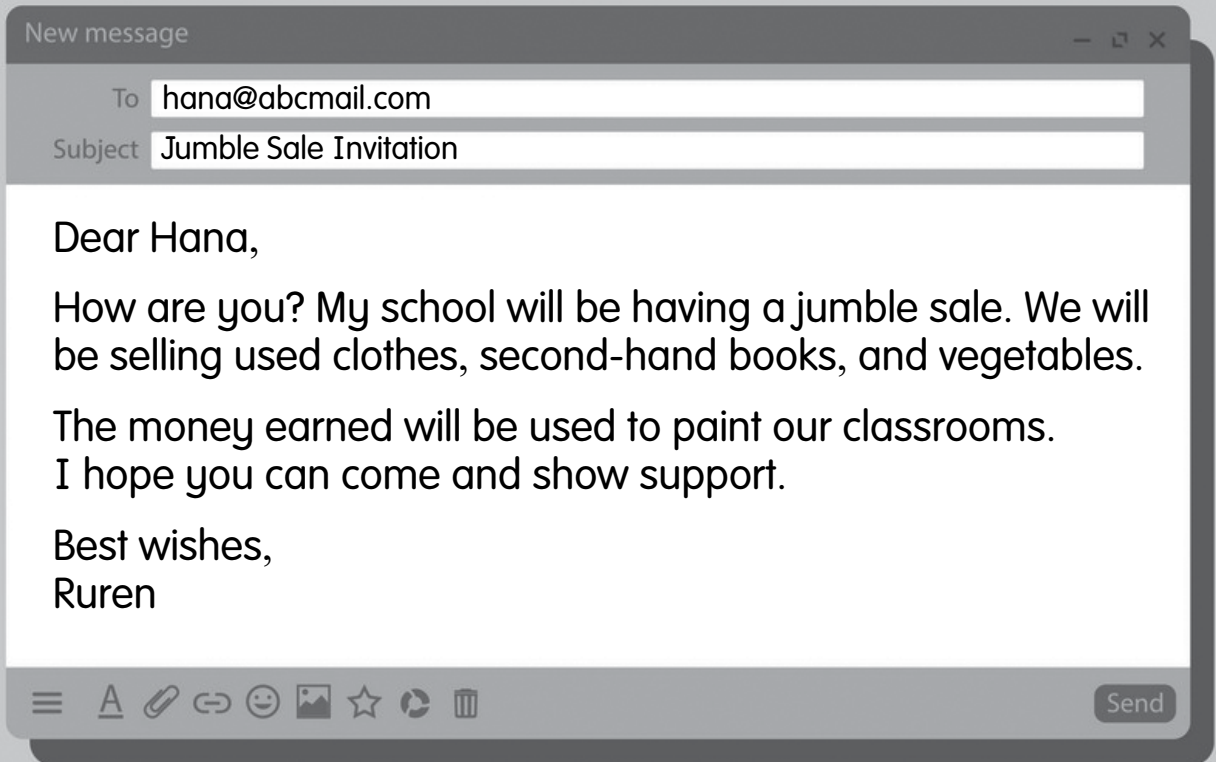 New message
To hana@abcmail.com
Subject Jumble Sale Invitation
Dear Hana,
How are you? My school will be having a jumble sale. We will
be selling used clothes, second-hand books, and vegetables.
The money earned will be used to paint our classrooms.
I hope you can come and show support.
Best wishes,
Ruren
A
Send